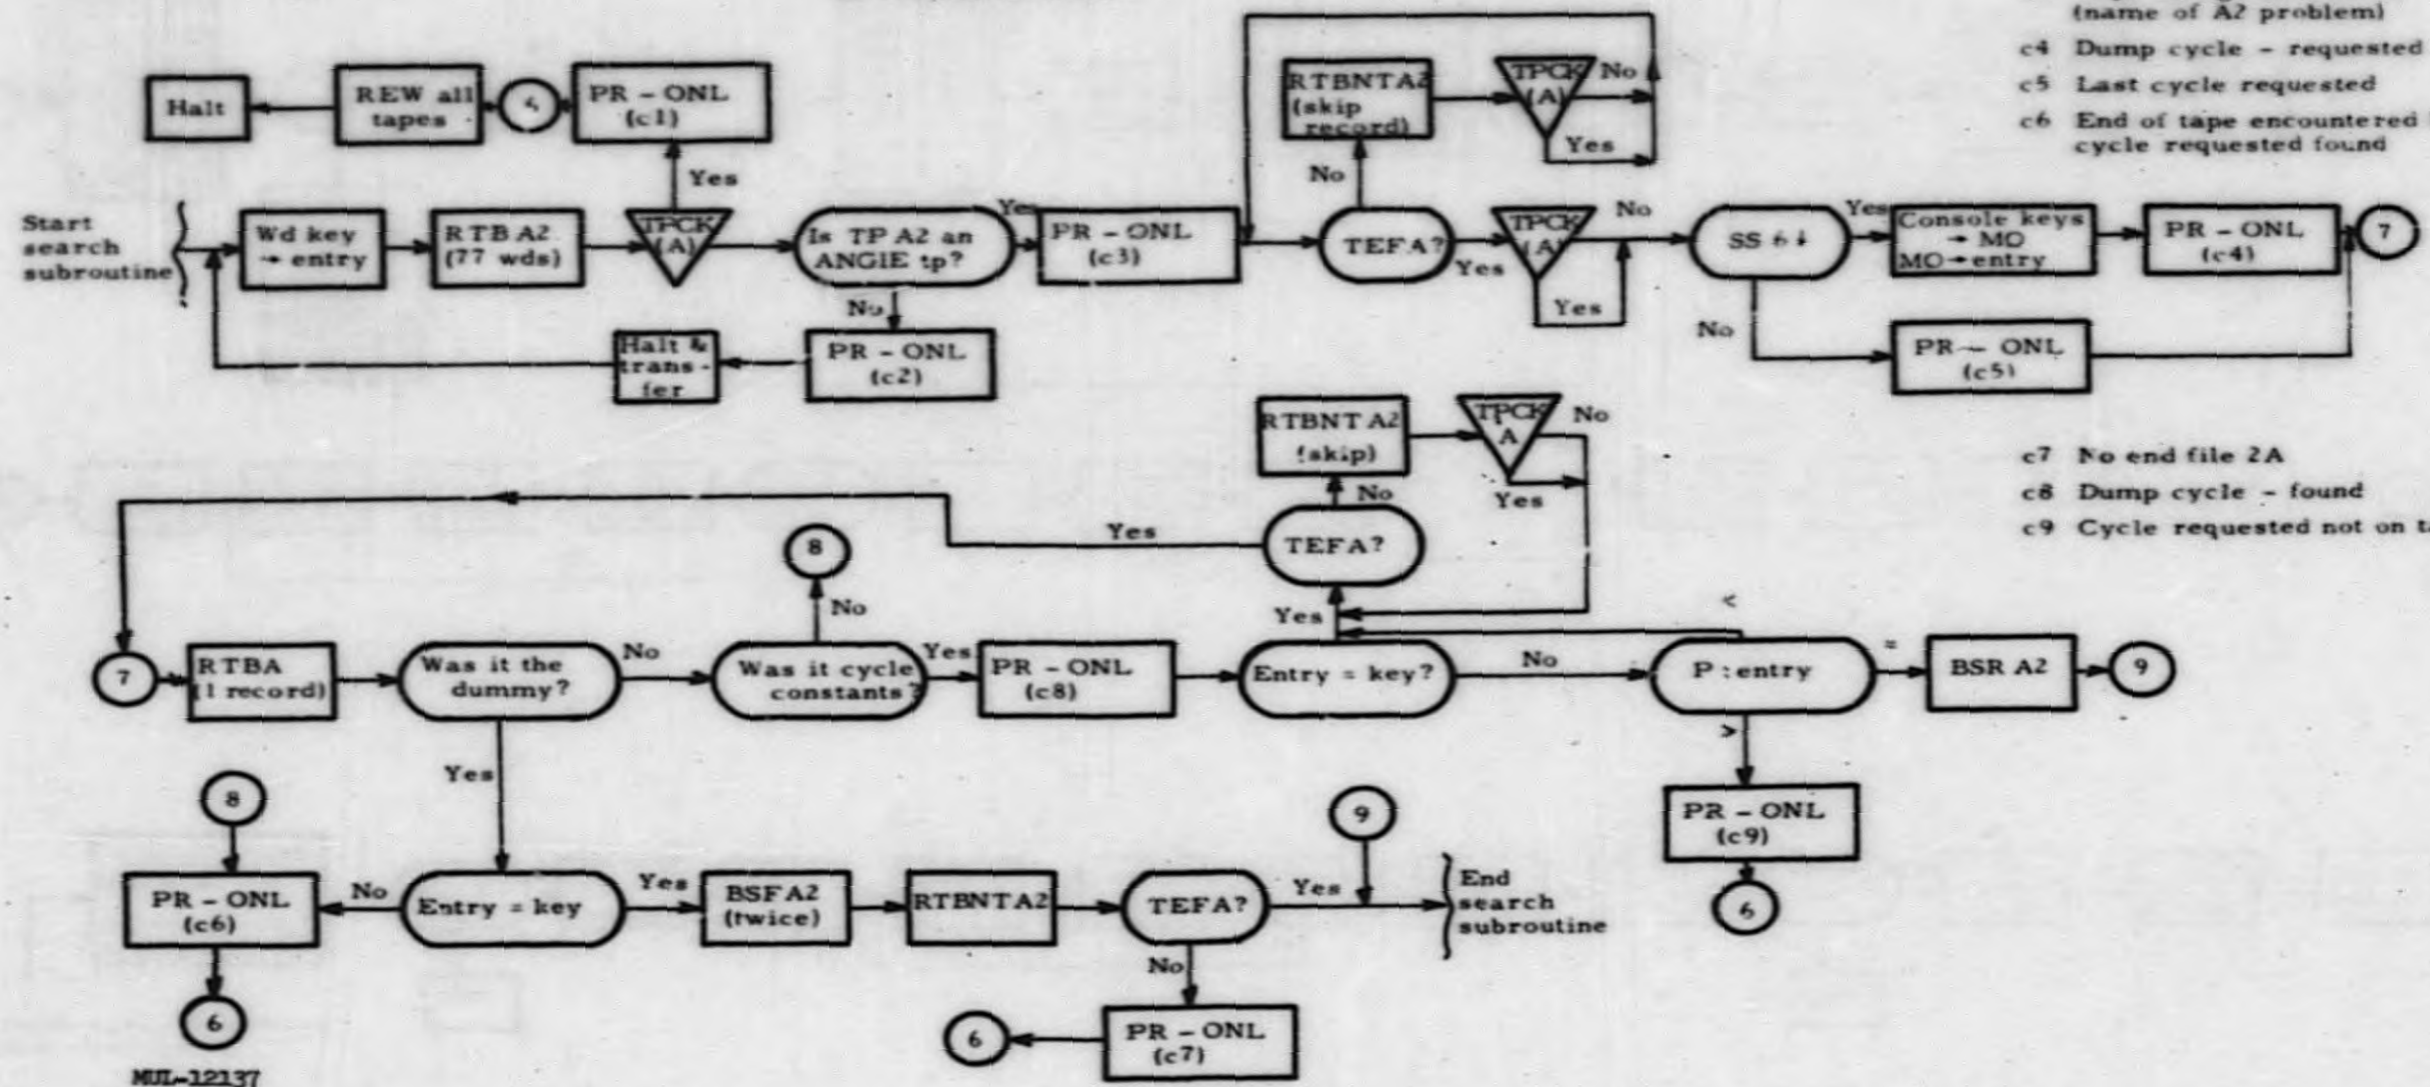 (name of A2 problem)
c4 Dump cycle - requested
c5 Last cycle requested
c6 End of tape encountered
cycle requested found
Halt
REW all
tapes
PR - ONL
(c1)
Yes
RTBNT A2
(skip
record)
TPCK
(A)
No
Yes
No
Start
search
subroutine
Wd key
→ entry
RTB A2
(77 wds)
TPCK
(A)
Is TP A2 an
ANGIE tp?
Yes
PR - ONL
(c3)
TEFA?
Yes
TPCK
(A)
No
Yes
SS 6↓
Yes
Console keys
→ MO
MO→entry
PR - ONL
(c4)
7
No
Halt &
trans-
fer
PR - ONL
(c2)
No
PR - ONL
(c5)
RTBNT A2
(skip)
TPCK
A
No
Yes
No
c7 No end file 2A
c8 Dump cycle - found
c9 Cycle requested not on
Yes
TEFA?
8
No
Yes
<
7
RTBA
(1 record)
Was it the
dummy?
No
Was it cycle
constants?
Yes
PR - ONL
(c8)
Entry = key?
No
P : entry
=
BSR A2
9
>
Yes
8
9
PR - ONL
(c9)
6
PR - ONL
(c6)
No
Entry = key
Yes
BSF A2
(twice)
RTBNT A2
TEFA?
Yes
End
search
subroutine
No
6
6
PR - ONL
(c7)
MUL-12137